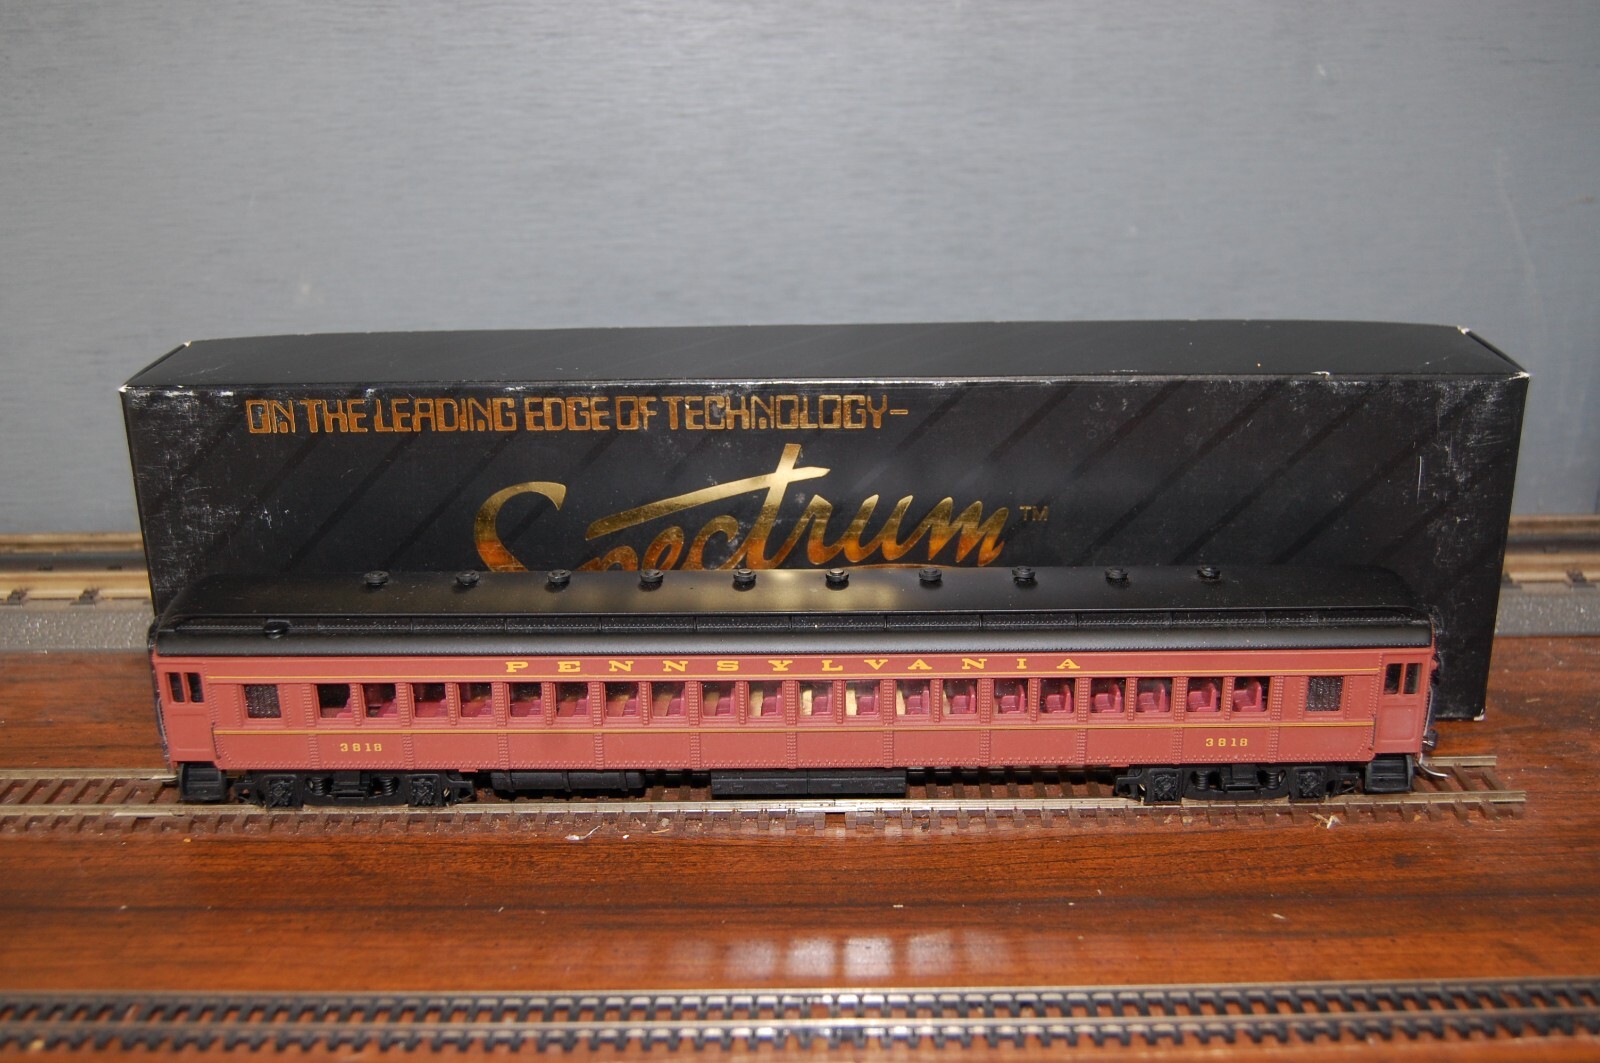 ON THE LEADING EDGE OF TECHNOLOGY-
Spectrum™
PENNSYLVANIA
3818 3818